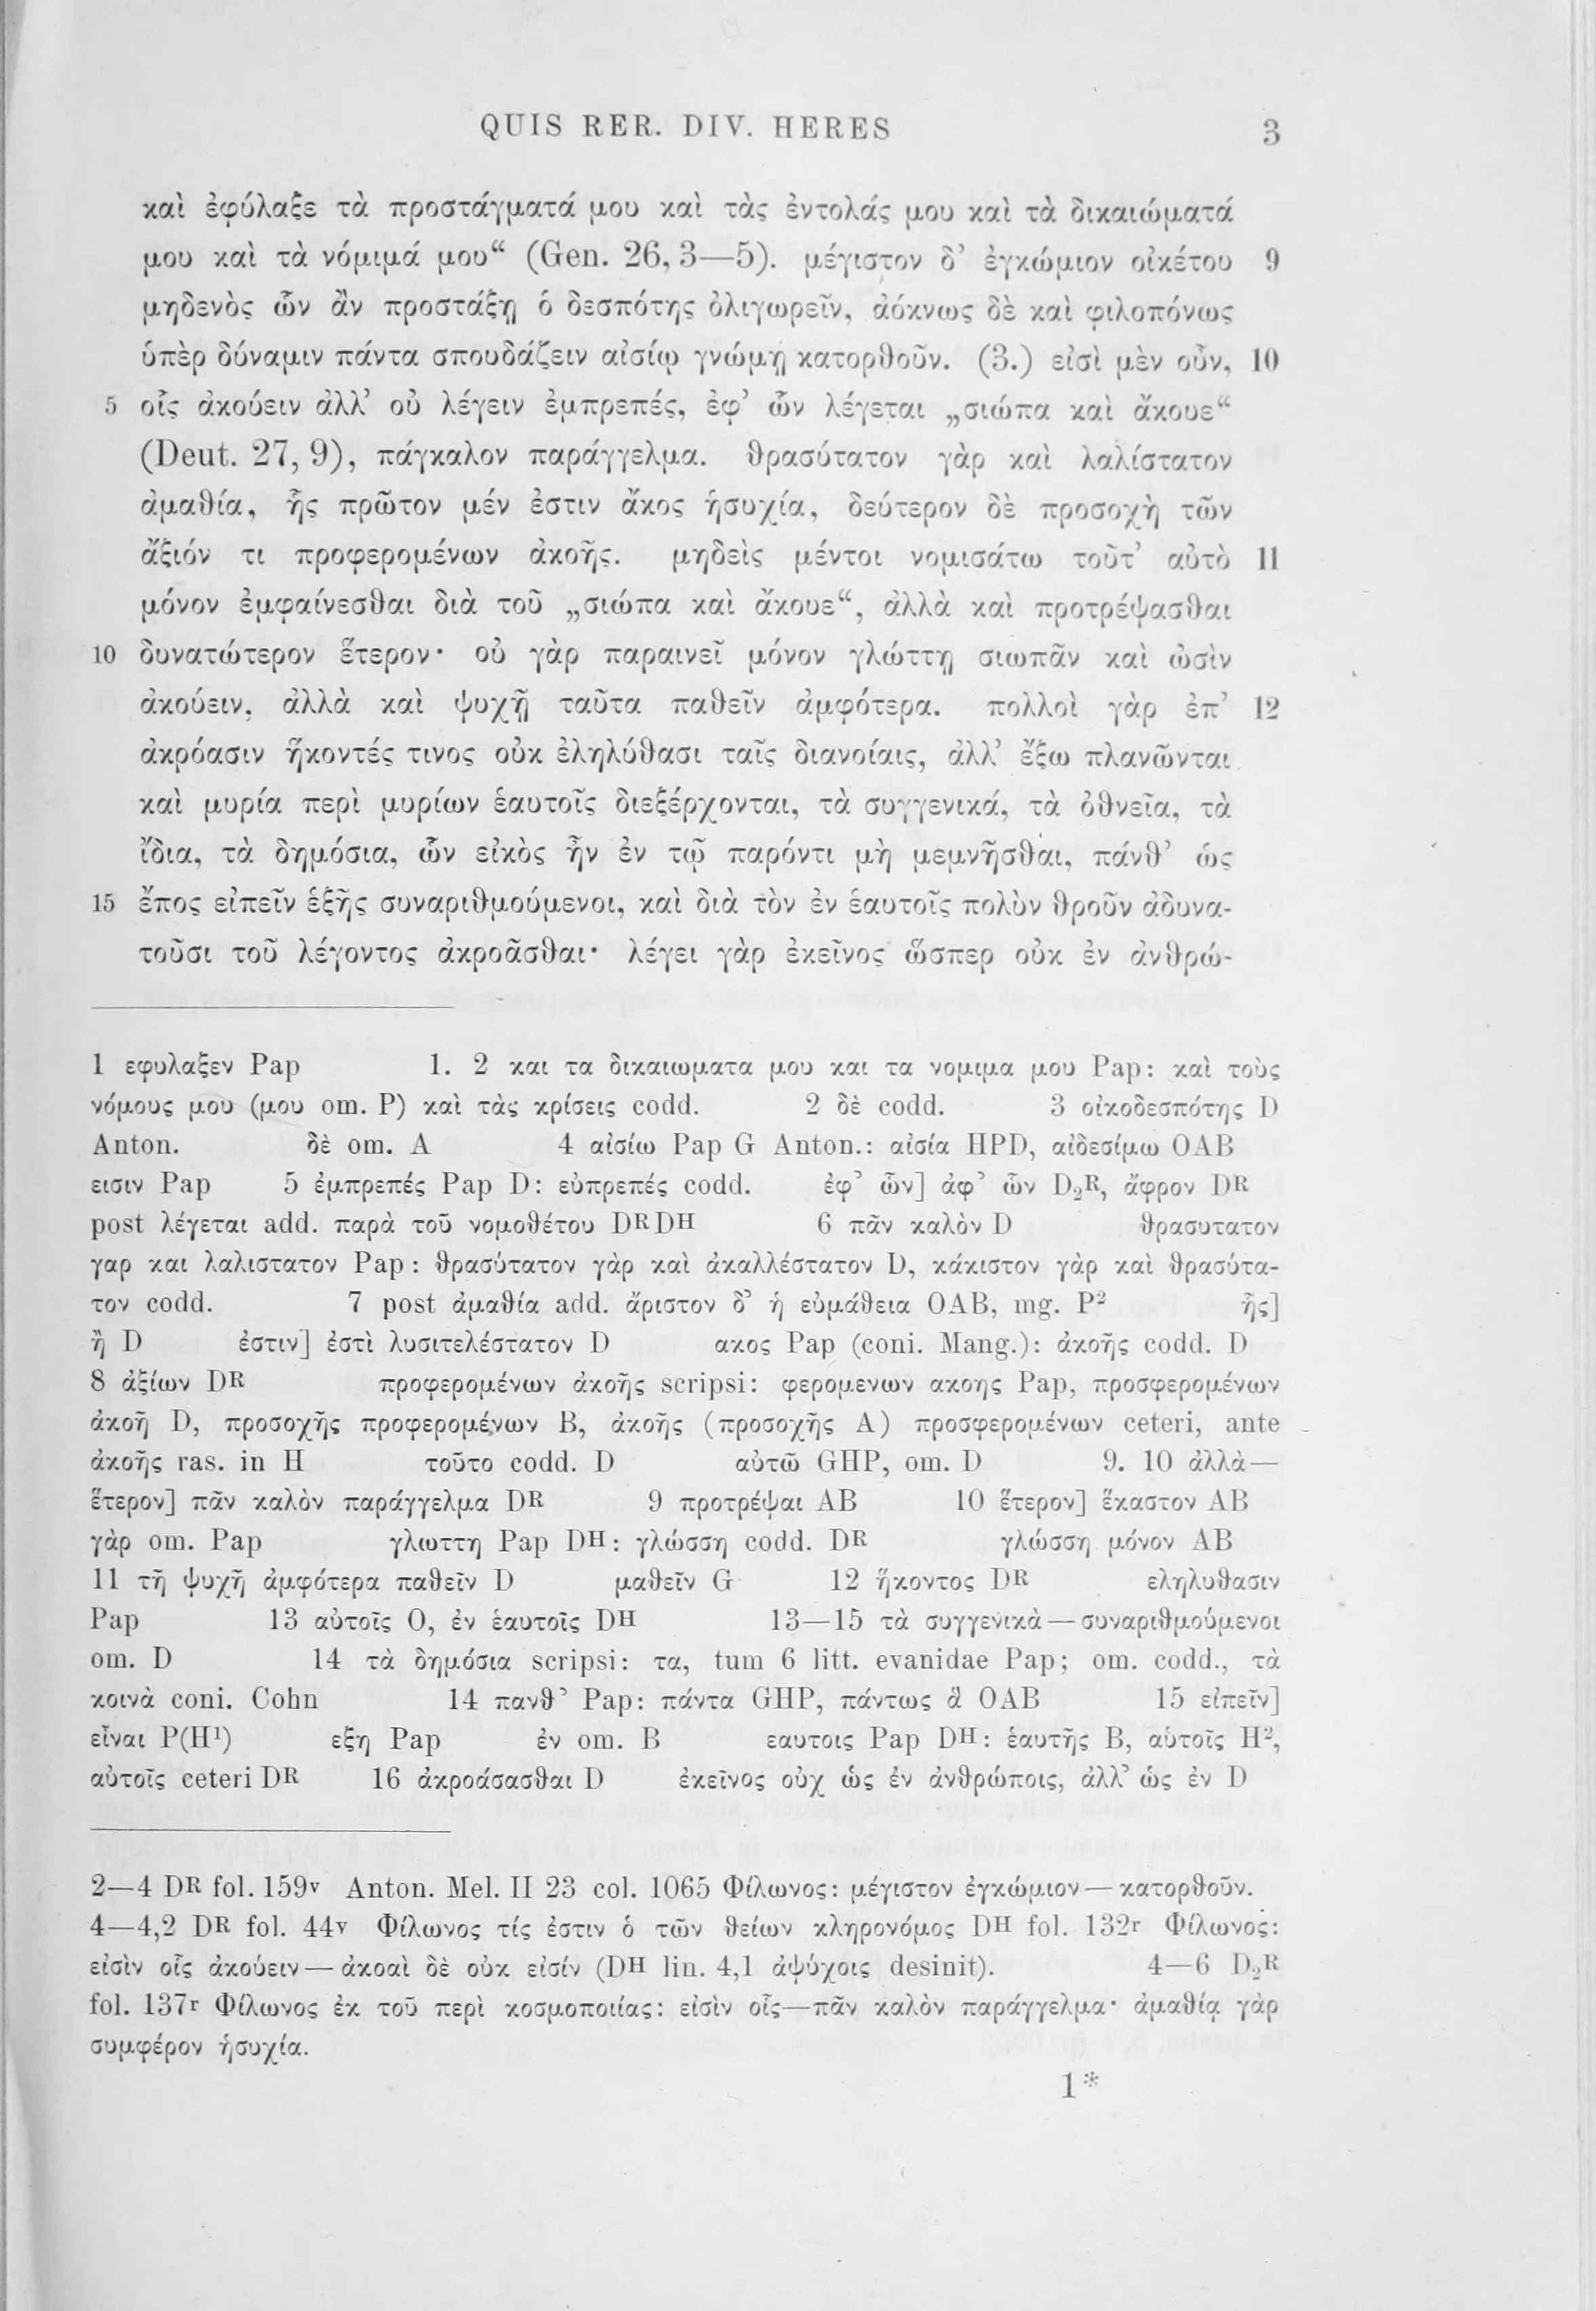 QUIS RER. DIV. HERES 3
καὶ ἐφύλαξε τὰ προστάγματά μου καὶ τὰς ἐντολάς μου καὶ τὰ δικαιώματά
μου καὶ τὰ νόμιμά μου“ (Gen. 26, 3—5). μέγιστον δ’ ἐγκώμιον οἰκέτου 9
μηδενὸς ὧν ἂν προστάξῃ ὁ δεσπότης ὀλιγωρεῖν, ἀόκνως δὲ καὶ φιλοπόνως
ὑπὲρ δύναμιν πάντα σπουδάζειν αἰσίῳ γνώμῃ κατορθοῦν. (3.) εἰσὶ μὲν οὖν, 10
5 οἷς ἀκούειν ἀλλ’ οὐ λέγειν ἐμπρεπές, ἐφ’ ὧν λέγεται „σιώπα καὶ ἄκουε“
(Deut. 27, 9), πάγκαλον παράγγελμα. θρασύτατον γὰρ καὶ λαλίστατον
ἀμαθία, ἧς πρῶτον μέν ἐστιν ἄκος ἡσυχία, δεύτερον δὲ προσοχὴ τῶν
ἄξιόν τι προφερομένων ἀκοῆς. μηδεὶς μέντοι νομισάτω τοῦτ’ αὐτὸ 11
μόνον ἐμφαίνεσθαι διὰ τοῦ „σιώπα καὶ ἄκουε“, ἀλλὰ καὶ προτρέψασθαι
10 δυνατώτερον ἕτερον· οὐ γὰρ παραινεῖ μόνον γλώττῃ σιωπᾶν καὶ ὠσὶν
ἀκούειν, ἀλλὰ καὶ ψυχῇ ταῦτα παθεῖν ἀμφότερα. πολλοὶ γὰρ ἐπ’ 12
ἀκρόασιν ἥκοντές τινος οὐκ ἐληλύθασι ταῖς διανοίαις, ἀλλ’ ἔξω πλανῶνται
καὶ μυρία περὶ μυρίων ἑαυτοῖς διεξέρχονται, τὰ συγγενικά, τὰ ὀθνεῖα, τὰ
ἴδια, τὰ δημόσια, ὧν εἰκὸς ἦν ἐν τῷ παρόντι μὴ μεμνῆσθαι, πάνθ’ ὡς
15 ἔπος εἰπεῖν ἑξῆς συναριθμούμενοι, καὶ διὰ τὸν ἐν ἑαυτοῖς πολὺν θροῦν ἀδυνα-
τοῦσι τοῦ λέγοντος ἀκροᾶσθαι· λέγει γὰρ ἐκεῖνος ὥσπερ οὐκ ἐν ἀνθρώ-
1 εφυλαξεν Pap 1. 2 και τα δικαιωματα μου και τα νομιμα μου Pap: καὶ τοὺς
νόμους μου (μου om. P) καὶ τὰς κρίσεις codd. 2 δὲ codd. 3 οἰκοδεσπότης D
Anton. δὲ om. A 4 αἰσίω Pap G Anton.: αἰσία HPD, αἰδεσίμω OAB
εισιν Pap 5 ἐμπρεπές Pap D: εὐπρεπές codd. ἐφ’ ὧν] ἀφ’ ὧν D₂ᴿ, ἄφρον Dᴿ
post λέγεται add. παρὰ τοῦ νομοθέτου DᴿDᴴ 6 πᾶν καλὸν D θρασυτατον
γαρ και λαλιστατον Pap: θρασύτατον γὰρ καὶ ἀκαλλέστατον D, κάκιστον γὰρ καὶ θρασύτα-
τον codd. 7 post ἀμαθία add. ἄριστον δ’ ἡ εὐμάθεια OAB, mg. P² ἧς]
ἢ D ἐστιν] ἐστὶ λυσιτελέστατον D ακος Pap (coni. Mang.): ἀκοῆς codd. D
8 ἀξίων Dᴿ προφερομένων ἀκοῆς scripsi: φερομενων ακοης Pap, προσφερομένων
ἀκοῆ D, προσοχῆς προφερομένων B, ἀκοῆς (προσοχῆς A) προσφερομένων ceteri, ante
ἀκοῆς ras. in H τοῦτο codd. D αὐτῶ GHP, om. D 9. 10 ἀλλὰ—
ἕτερον] πᾶν καλὸν παράγγελμα Dᴿ 9 προτρέψαι AB 10 ἕτερον] ἕκαστον AB
γὰρ om. Pap γλωττη Pap Dᴴ: γλώσση codd. Dᴿ γλώσση μόνον AB
11 τῆ ψυχῆ ἀμφότερα παθεῖν D μαθεῖν G 12 ἥκοντος Dᴿ εληλυθασιν
Pap 13 αὐτοῖς O, ἐν ἑαυτοῖς Dᴴ 13—15 τὰ συγγενικὰ—συναριθμούμενοι
om. D 14 τὰ δημόσια scripsi: τα, tum 6 litt. evanidae Pap; om. codd., τὰ
κοινὰ coni. Cohn 14 πανθ’ Pap: πάντα GHP, πάντως ἃ OAB 15 εἰπεῖν]
εἶναι P(H¹) εξη Pap ἐν om. B εαυτοις Pap Dᴴ: ἑαυτῆς B, αὑτοῖς H²,
αὐτοῖς ceteri Dᴿ 16 ἀκροάσασθαι D ἐκεῖνος οὐχ ὡς ἐν ἀνθρώποις, ἀλλ’ ὡς ἐν D
2—4 Dᴿ fol. 159ᵛ Anton. Mel. II 23 col. 1065 Φίλωνος: μέγιστον ἐγκώμιον—κατορθοῦν.
4—4,2 Dᴿ fol. 44ᵛ Φίλωνος τίς ἐστιν ὁ τῶν θείων κληρονόμος Dᴴ fol. 132ʳ Φίλωνος:
εἰσὶν οἷς ἀκούειν—ἀκοαὶ δὲ οὐκ εἰσίν (Dᴴ lin. 4,1 ἀψύχοις desinit). 4—6 D₂ᴿ
fol. 137ʳ Φίλωνος ἐκ τοῦ περὶ κοσμοποιίας: εἰσὶν οἷς—πᾶν καλὸν παράγγελμα· ἀμαθίᾳ γὰρ
συμφέρον ἡσυχία.
1*